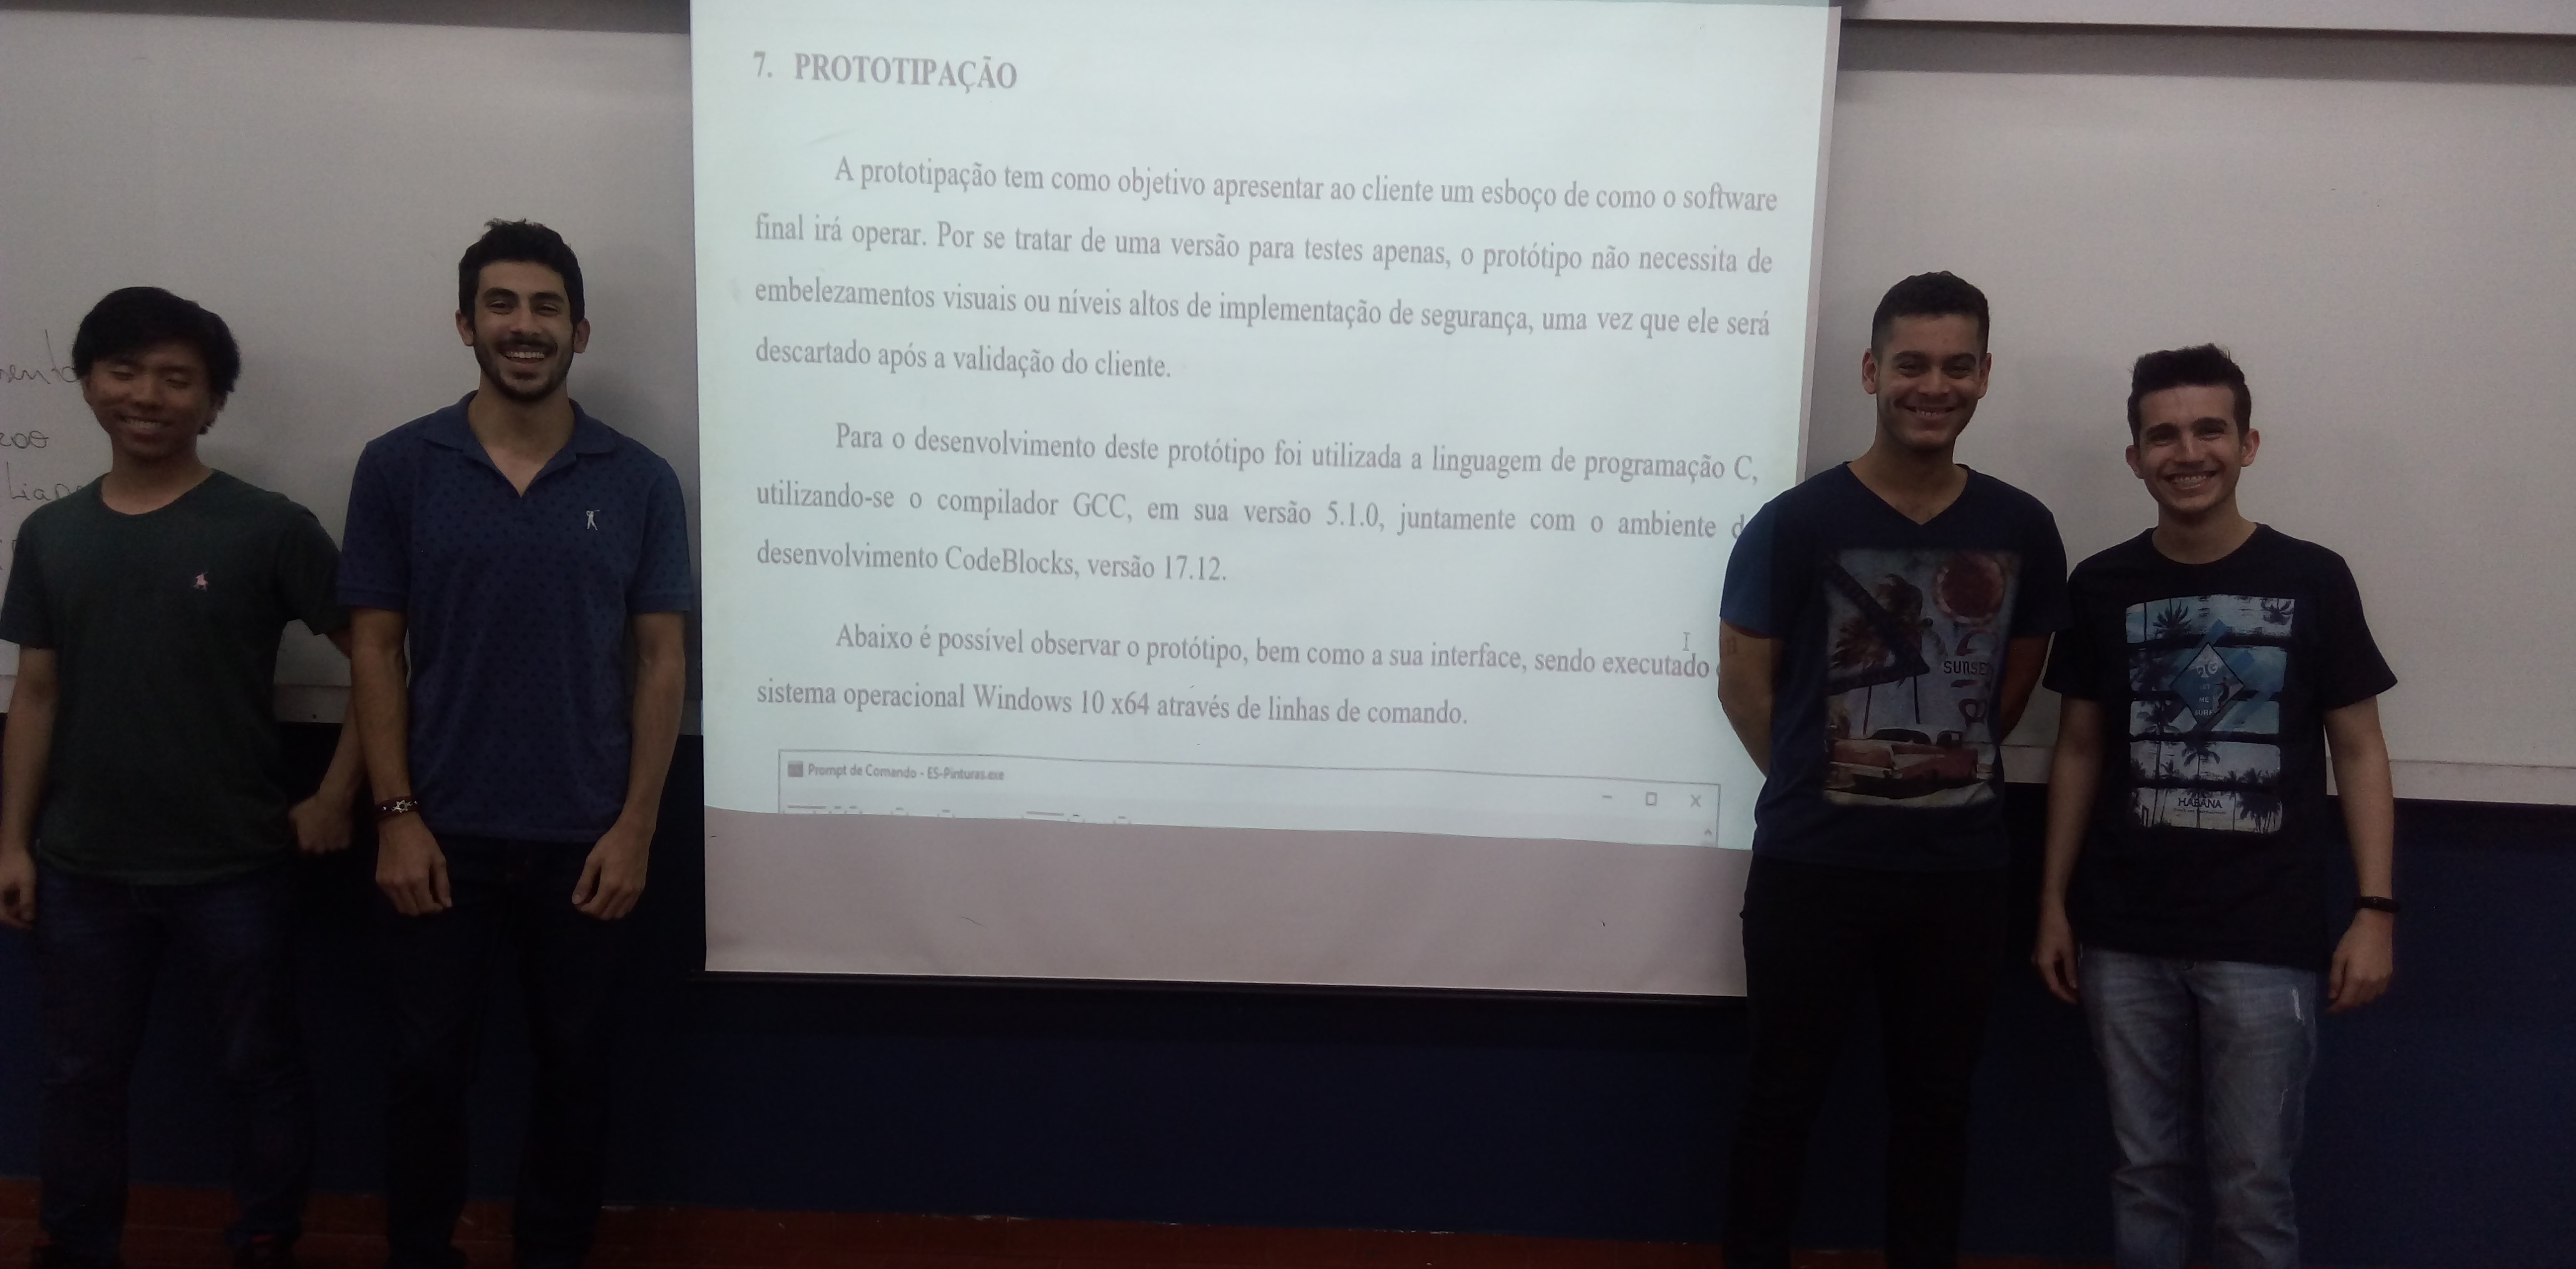 7. PROTOTIPAÇÃO
A prototipação tem como objetivo apresentar ao cliente um esboço de como o software
final irá operar. Por se tratar de uma versão para testes apenas, o protótipo não necessita de
embelezamentos visuais ou níveis altos de implementação de segurança, uma vez que ele será
descartado após a validação do cliente.
Para o desenvolvimento deste protótipo foi utilizada a linguagem de programação C,
utilizando-se o compilador GCC, em sua versão 5.1.0, juntamente com o ambiente
desenvolvimento CodeBlocks, versão 17.12.
Abaixo é possível observar o protótipo, bem como a sua interface, sendo executado
sistema operacional Windows 10 x64 através de linhas de comando.
Prompt de Comando - ES-Pinturas.exe
SUNSE
HABANA